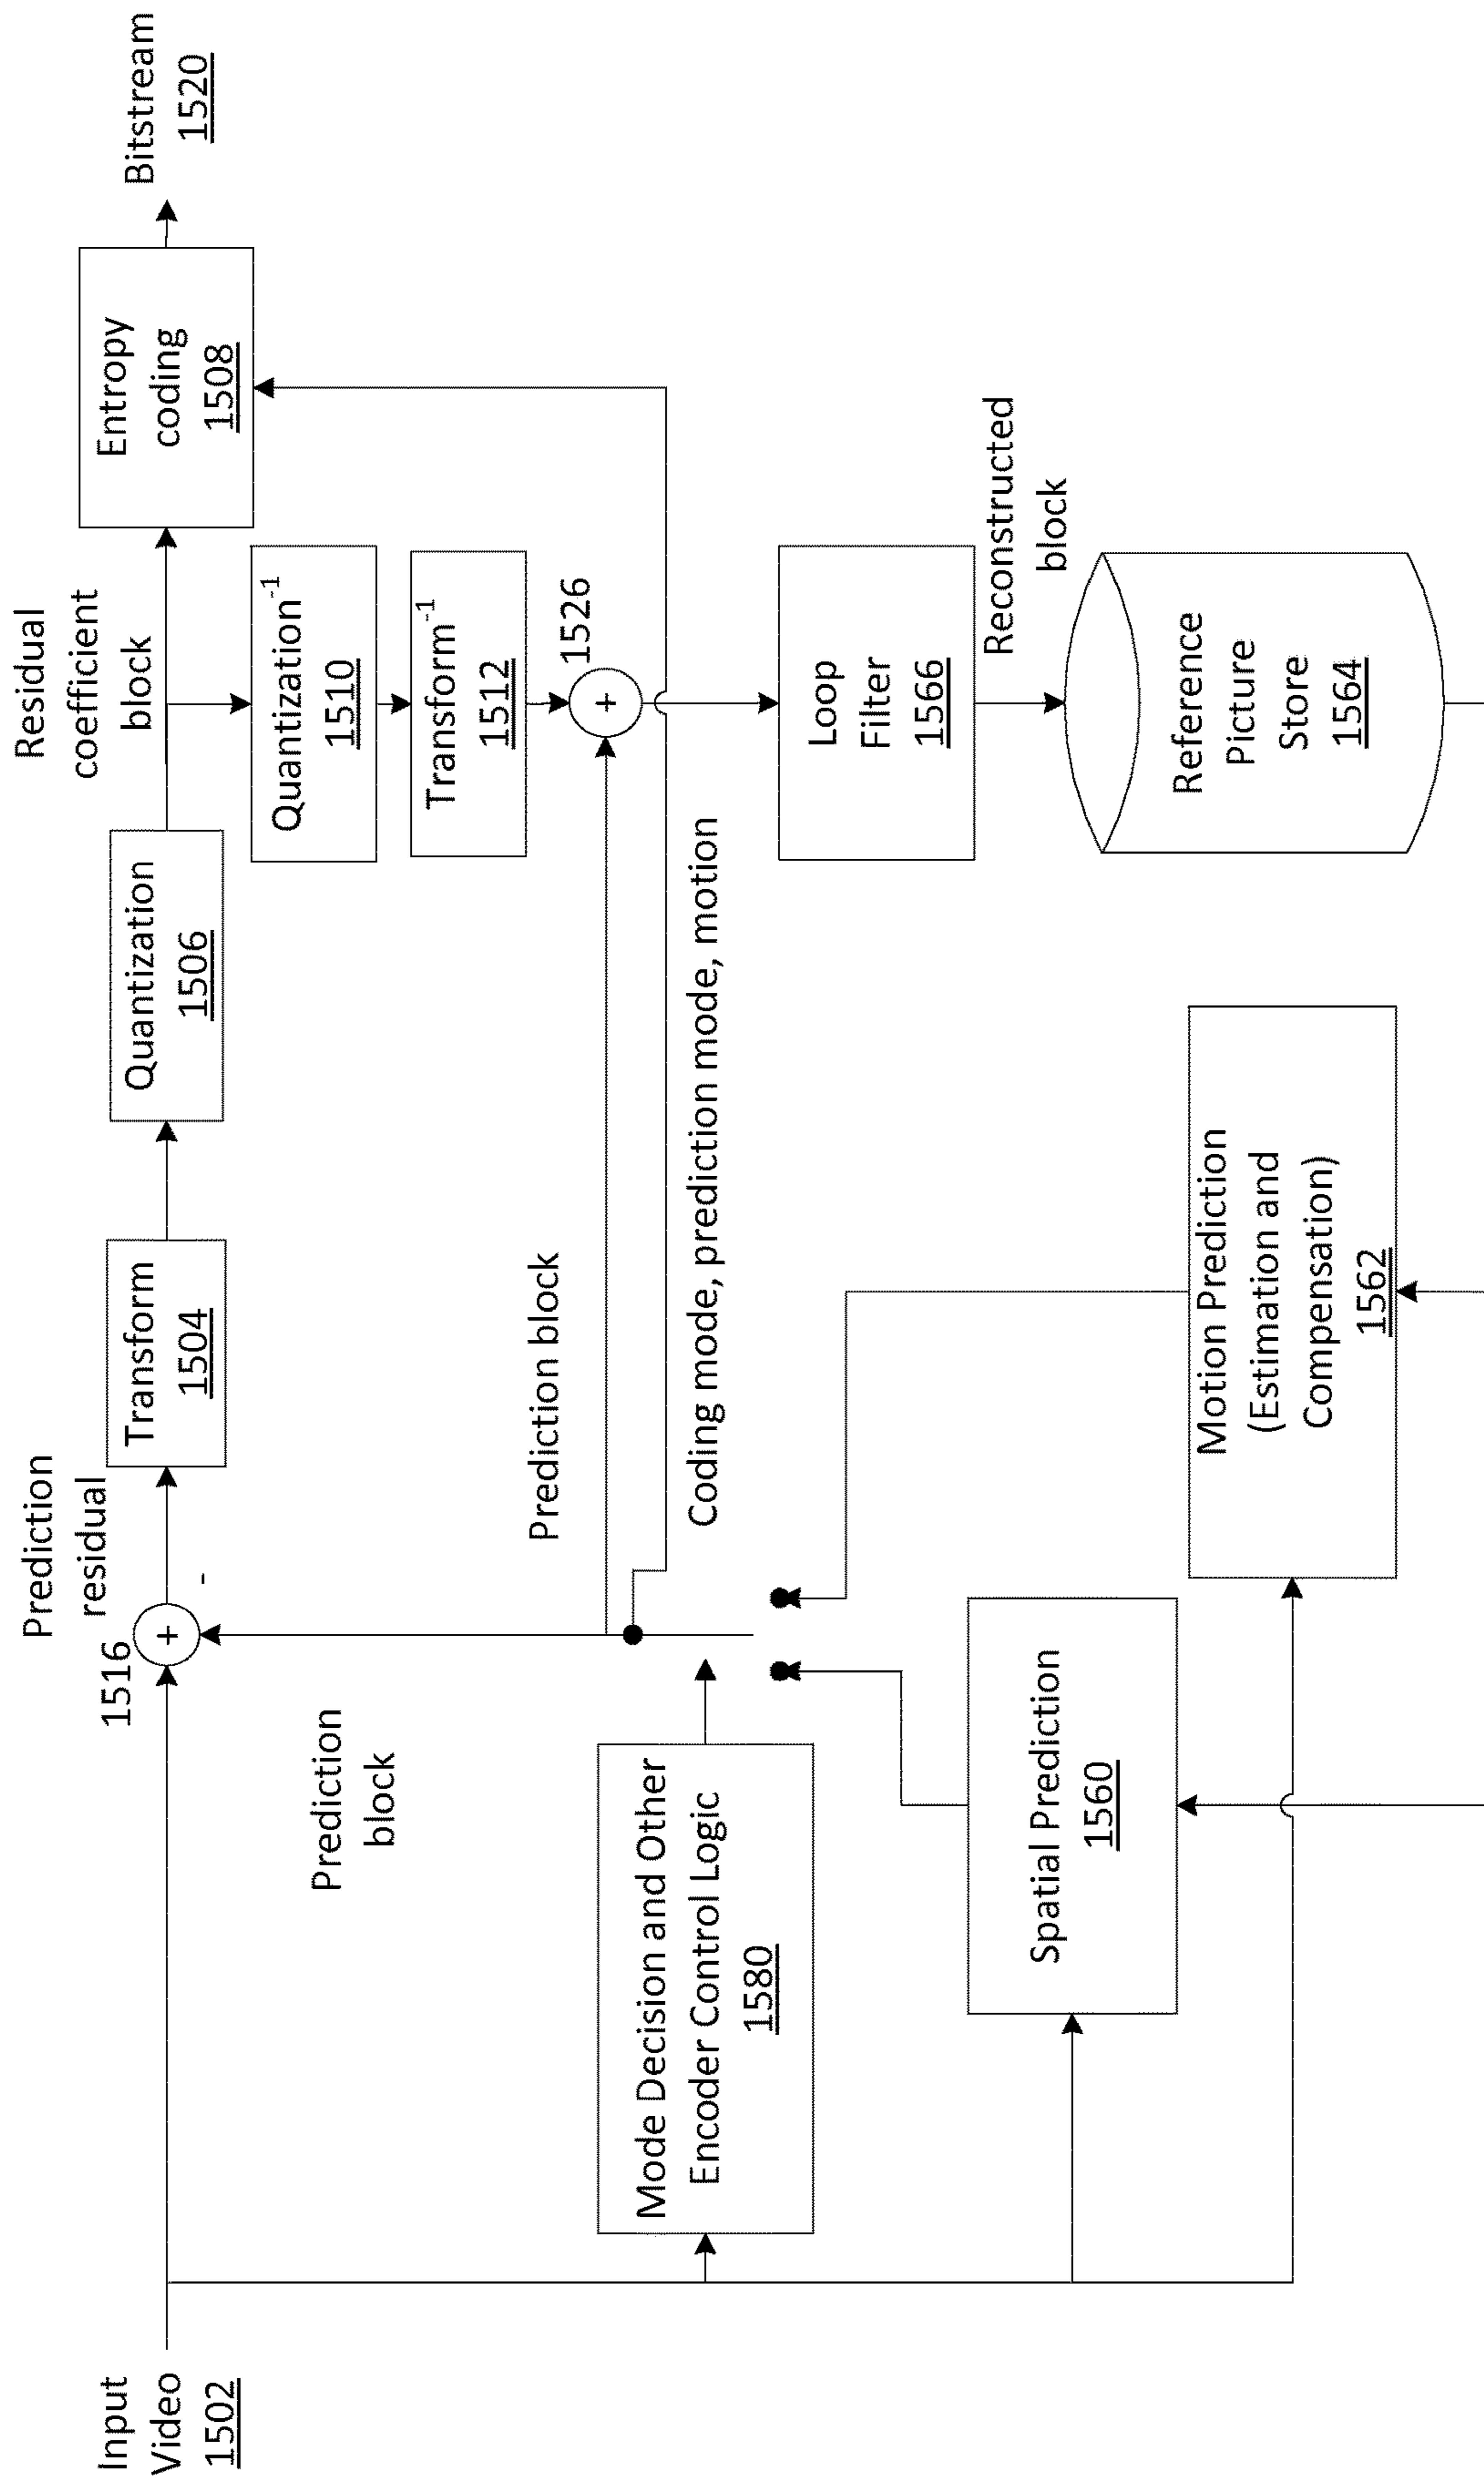 Input
Video
1502
1516
+
-
Prediction
residual
Transform
1504
Quantization
1506
Residual
coefficient
block
Entropy
coding
1508
Bitstream
1520
Quantization-1
1510
Transform-1
1512
+
1526
Prediction
block
Prediction block
Coding mode, prediction mode, motion
Mode Decision and Other
Encoder Control Logic
1580
Spatial Prediction
1560
Motion Prediction
(Estimation and
Compensation)
1562
Loop
Filter
1566
Reconstructed
block
Reference
Picture
Store
1564